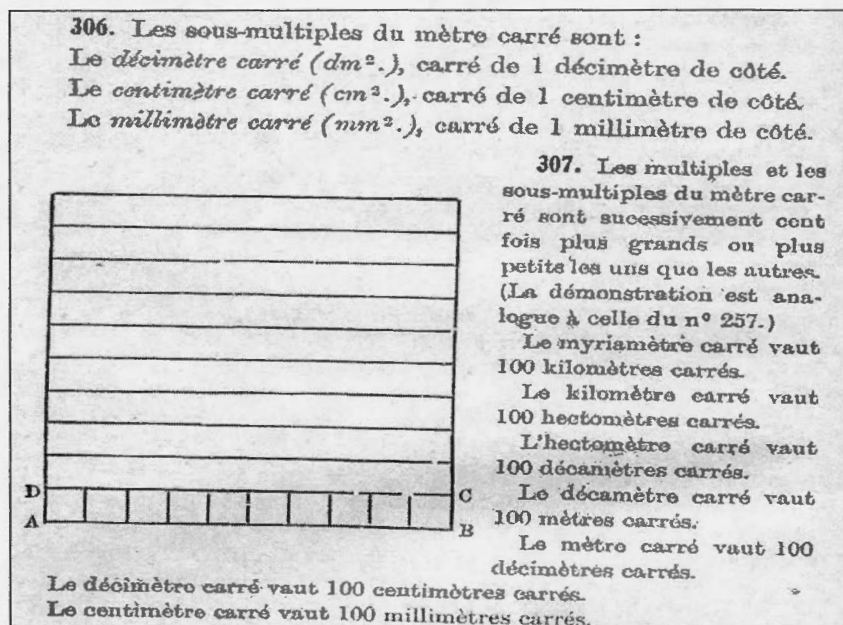 306. Les sous-multiples du mètre carré sont :
Le décimètre carré (dm².), carré de 1 décimètre de côté.
Le centimètre carré (cm².), carré de 1 centimètre de côté.
Le millimètre carré (mm².), carré de 1 millimètre de côté.
307. Les multiples et les
sous-multiples du mètre car-
ré sont sucessivement cent
fois plus grands ou plus
petits les uns que les autres.
(La démonstration est ana-
logue à celle du nº 257.)
Le myriamètre carré vaut
100 kilomètres carrés.
Le kilomètre carré vaut
100 hectomètres carrés.
L'hectomètre carré vaut
100 décamètres carrés.
Le décamètre carré vaut
100 mètres carrés.
Le mètre carré vaut 100
décimètres carrés.
D
C
A
B
Le décimètre carré vaut 100 centimètres carrés.
Le centimètre carré vaut 100 millimètres carrés.